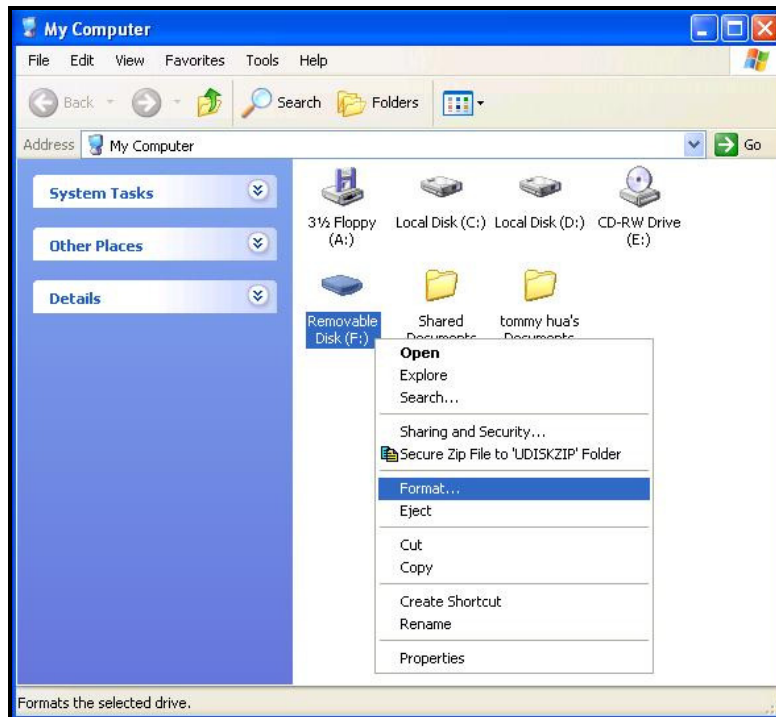 My Computer
File Edit View Favorites Tools Help
Back Search Folders
Address My Computer Go
System Tasks
Other Places
Details
3½ Floppy (A:)
Local Disk (C:)
Local Disk (D:)
CD-RW Drive (E:)
Removable Disk (F:)
Shared Documents
tommy hua's Documents
Open
Explore
Search...
Sharing and Security...
Secure Zip File to 'UDISKZIP' Folder
Format...
Eject
Cut
Copy
Create Shortcut
Rename
Properties
Formats the selected drive.